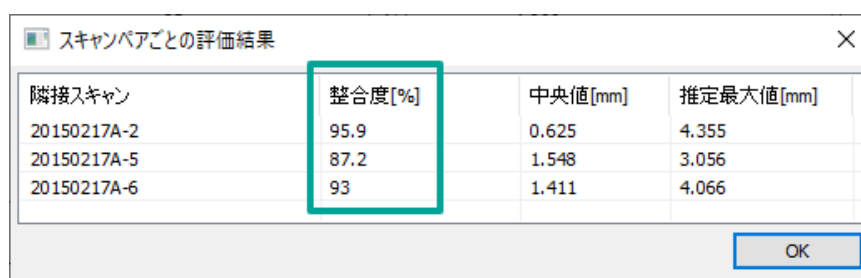 スキャンペアごとの評価結果
隣接スキャン 整合度[%] 中央値[mm] 推定最大値[mm]
20150217A-2 95.9 0.625 4.355
20150217A-5 87.2 1.548 3.056
20150217A-6 93 1.411 4.066
OK